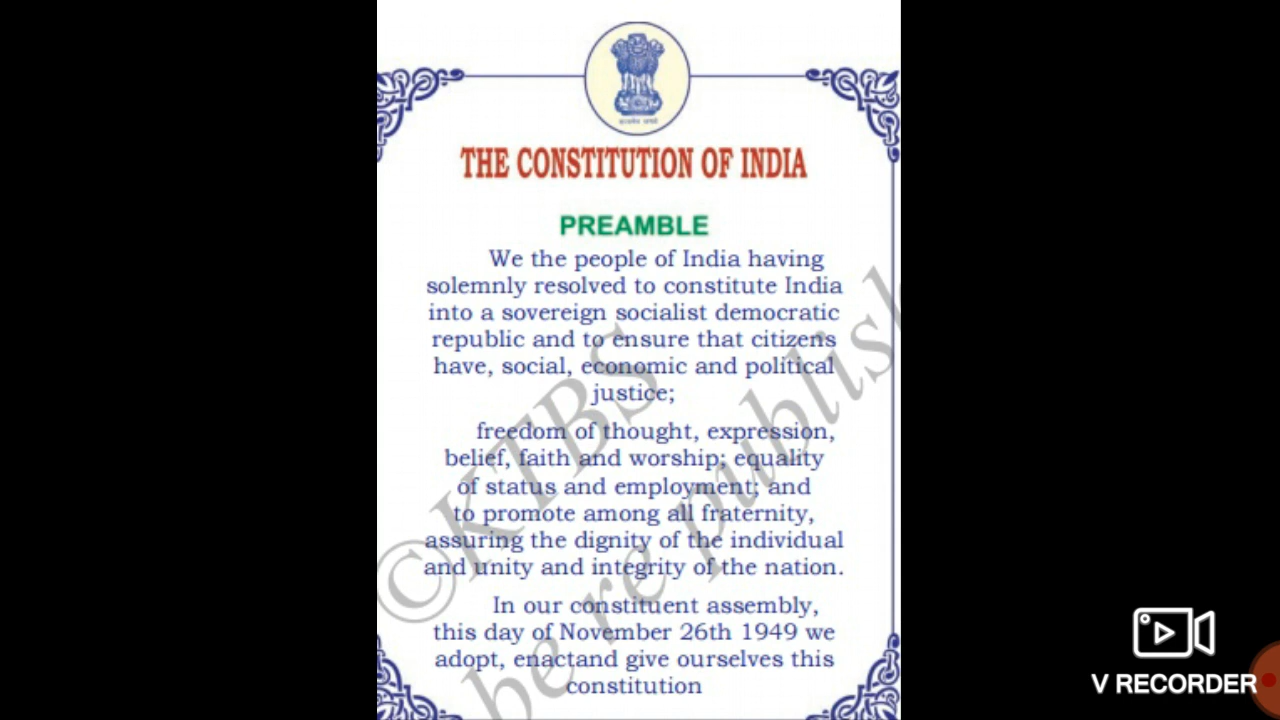 THE CONSTITUTION OF INDIA
PREAMBLE
We the people of India having
solemnly resolved to constitute India
into a sovereign socialist democratic
republic and to ensure that citizens
have, social, economic and political
justice;
freedom of thought, expression,
belief, faith and worship; equality
of status and employment; and
to promote among all fraternity,
assuring the dignity of the individual
and unity and integrity of the nation.
In our constituent assembly,
this day of November 26th 1949 we
adopt, enactand give ourselves this
constitution
©KTBS
be re publish
V RECORDER